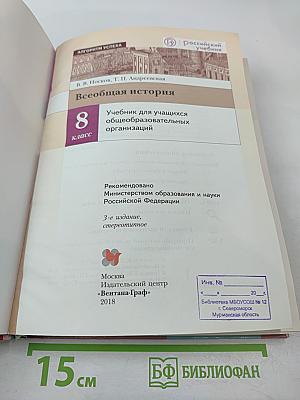 АЛГОРИТМ УСПЕХА
российский
учебник
В. В. Носков, Т. П. Андреевская
Всеобщая история
8
класс
Учебник для учащихся
общеобразовательных
организаций
Рекомендовано
Министерством образования и науки
Российской Федерации
3-е издание,
стереотипное
Москва
Издательский центр
«Вентана-Граф»
2018
Инв. №
« » 20 г.
Библиотека МБОУСОШ № 12
г. Североморск
Мурманская область
15 см
БФ БИБЛИОФАН